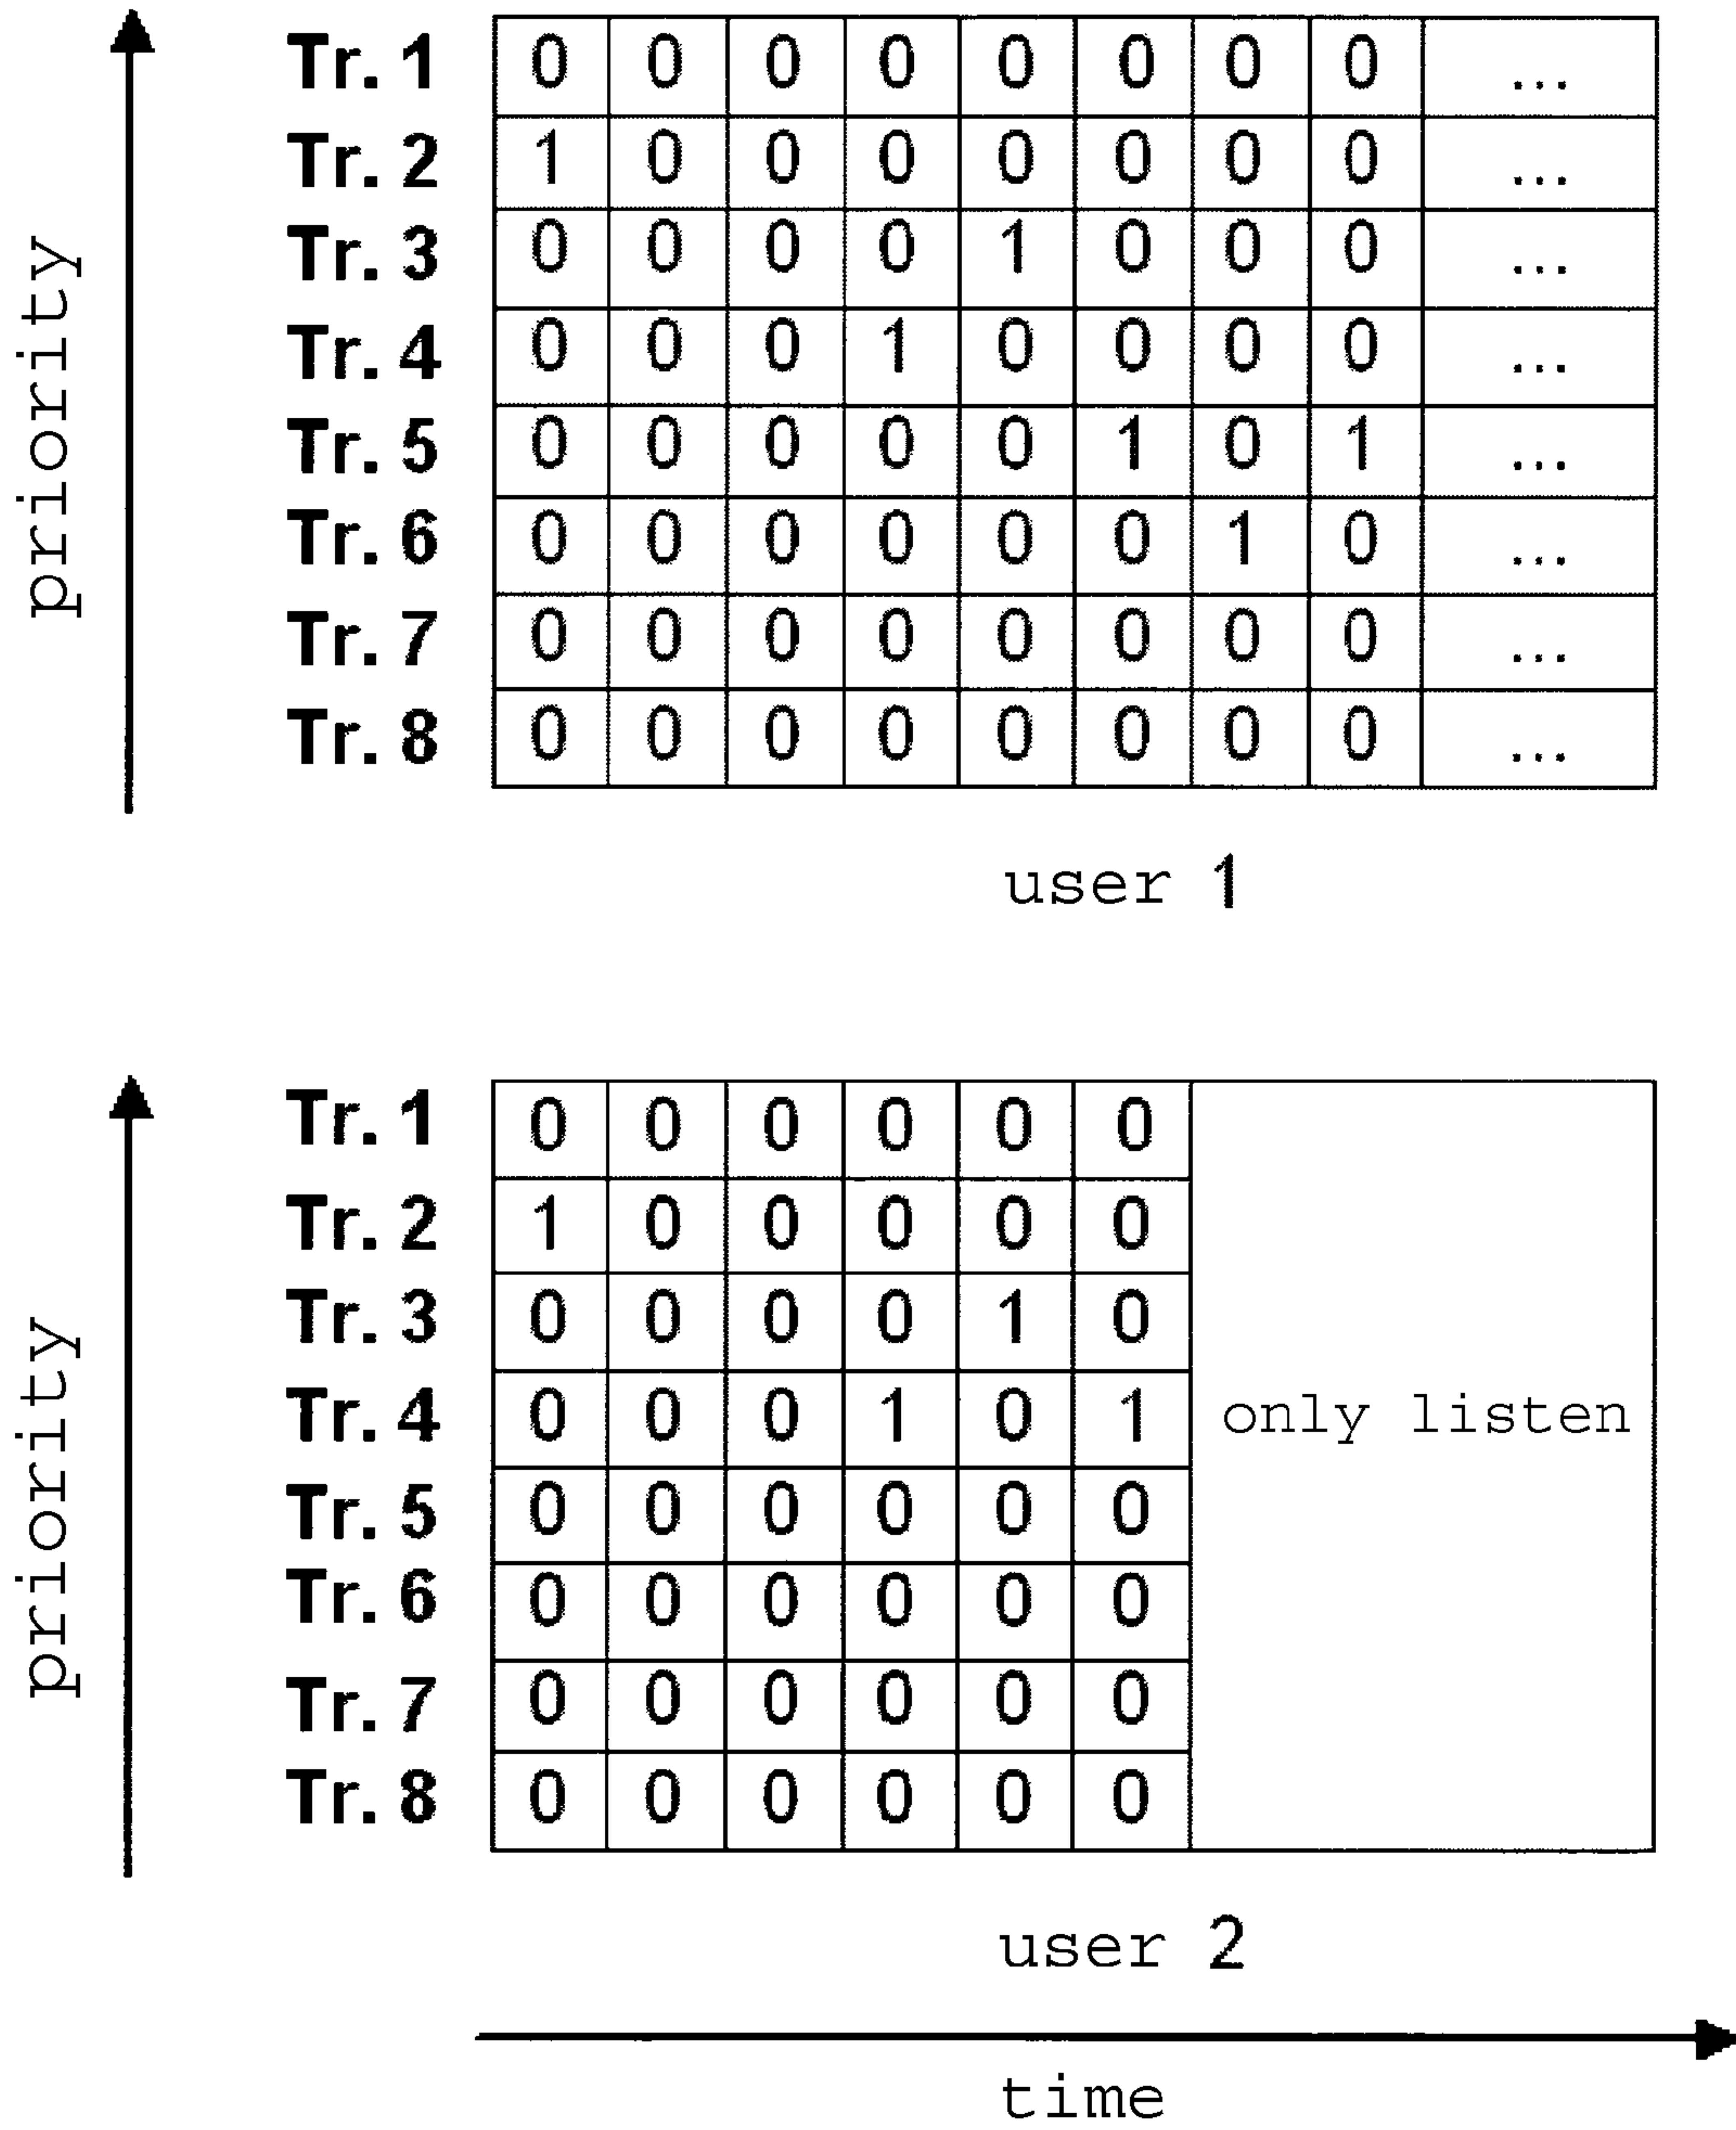 priority
Tr. 1 0 0 0 0 0 0 0 0 ...
Tr. 2 1 0 0 0 0 0 0 0 ...
Tr. 3 0 0 0 0 1 0 0 0 ...
Tr. 4 0 0 0 1 0 0 0 0 ...
Tr. 5 0 0 0 0 0 1 0 1 ...
Tr. 6 0 0 0 0 0 0 1 0 ...
Tr. 7 0 0 0 0 0 0 0 0 ...
Tr. 8 0 0 0 0 0 0 0 0 ...
user 1
priority
Tr. 1 0 0 0 0 0 0
Tr. 2 1 0 0 0 0 0
Tr. 3 0 0 0 0 1 0
Tr. 4 0 0 0 1 0 1 only listen
Tr. 5 0 0 0 0 0 0
Tr. 6 0 0 0 0 0 0
Tr. 7 0 0 0 0 0 0
Tr. 8 0 0 0 0 0 0
user 2
time